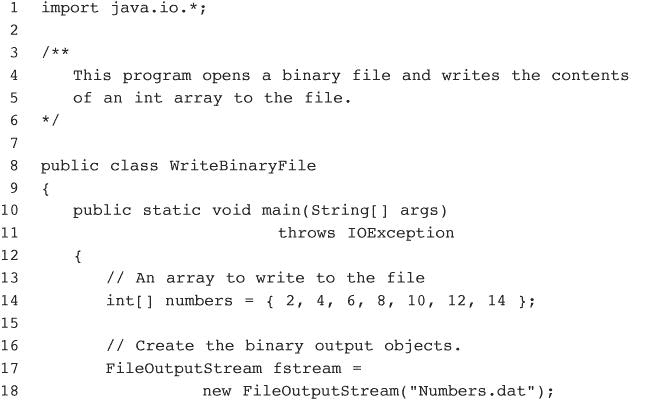 1 import java.io.*;
2
3 /**
4    This program opens a binary file and writes the contents
5    of an int array to the file.
6 */
7
8 public class WriteBinaryFile
9 {
10    public static void main(String[] args)
11                       throws IOException
12    {
13       // An array to write to the file
14       int[] numbers = { 2, 4, 6, 8, 10, 12, 14 };
15
16       // Create the binary output objects.
17       FileOutputStream fstream =
18                new FileOutputStream("Numbers.dat");